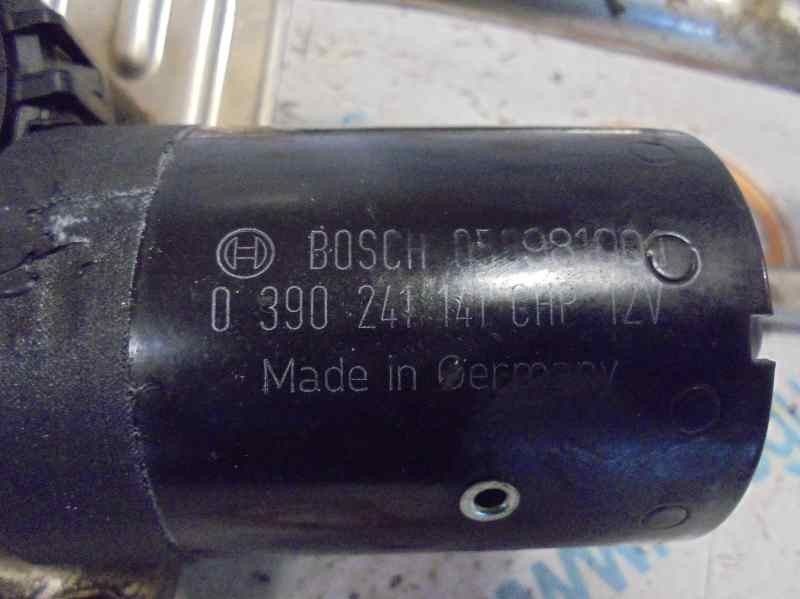 BOSCH
0 390 241 141 CHP 12V
Made in Germany